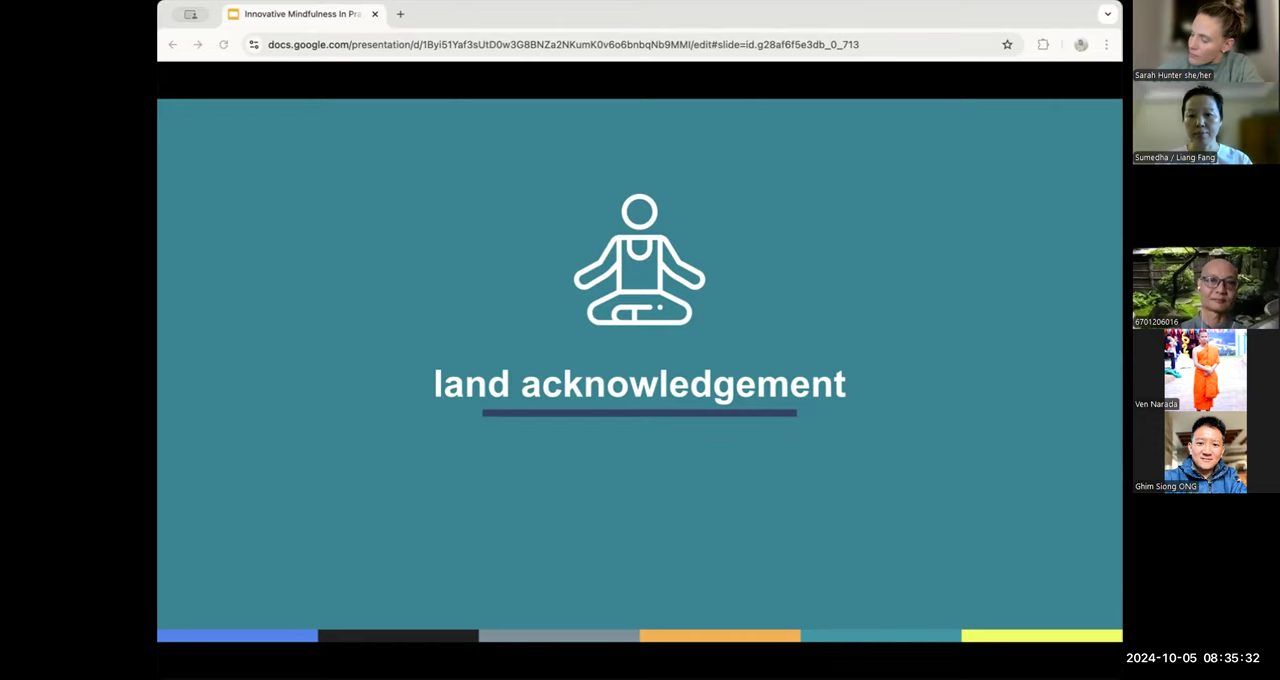 Innovative Mindfulness In Pra
docs.google.com/presentation/d/1Byi51Yaf3sUtD0w3G8BNZa2NKumK0v6o6bnbqNb9MMI/edit#slide=id.g28af6f5e3db_0_713
land acknowledgement
Sarah Hunter she/her
Sumedha / Liang Fang
6701206016
Ven Narada
Ghim Siong ONG
2024-10-05 08:35:32